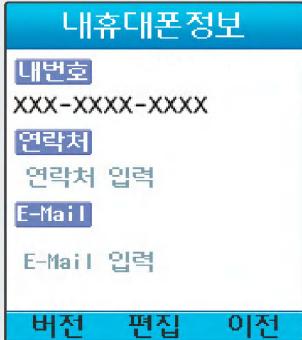 내휴대폰정보
내번호
XXX-XXXX-XXXX
연락처
연락처 입력
E-Mail
E-Mail 입력
버전 편집 이전